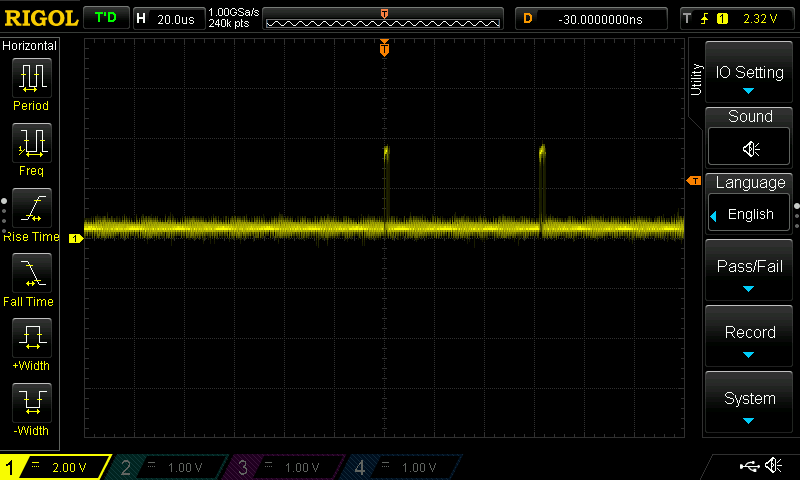 RIGOL T'D H 20.0us 1.00GSa/s 240k pts T D -30.0000000ns T 1 2.32 V
Horizontal
Period
Freq
Rise Time
Fall Time
+Width
-Width
T
T
1
Utility
IO Setting
Sound
Language
English
Pass/Fail
Record
System
1 2.00 V 2 1.00 V 3 1.00 V 4 1.00 V